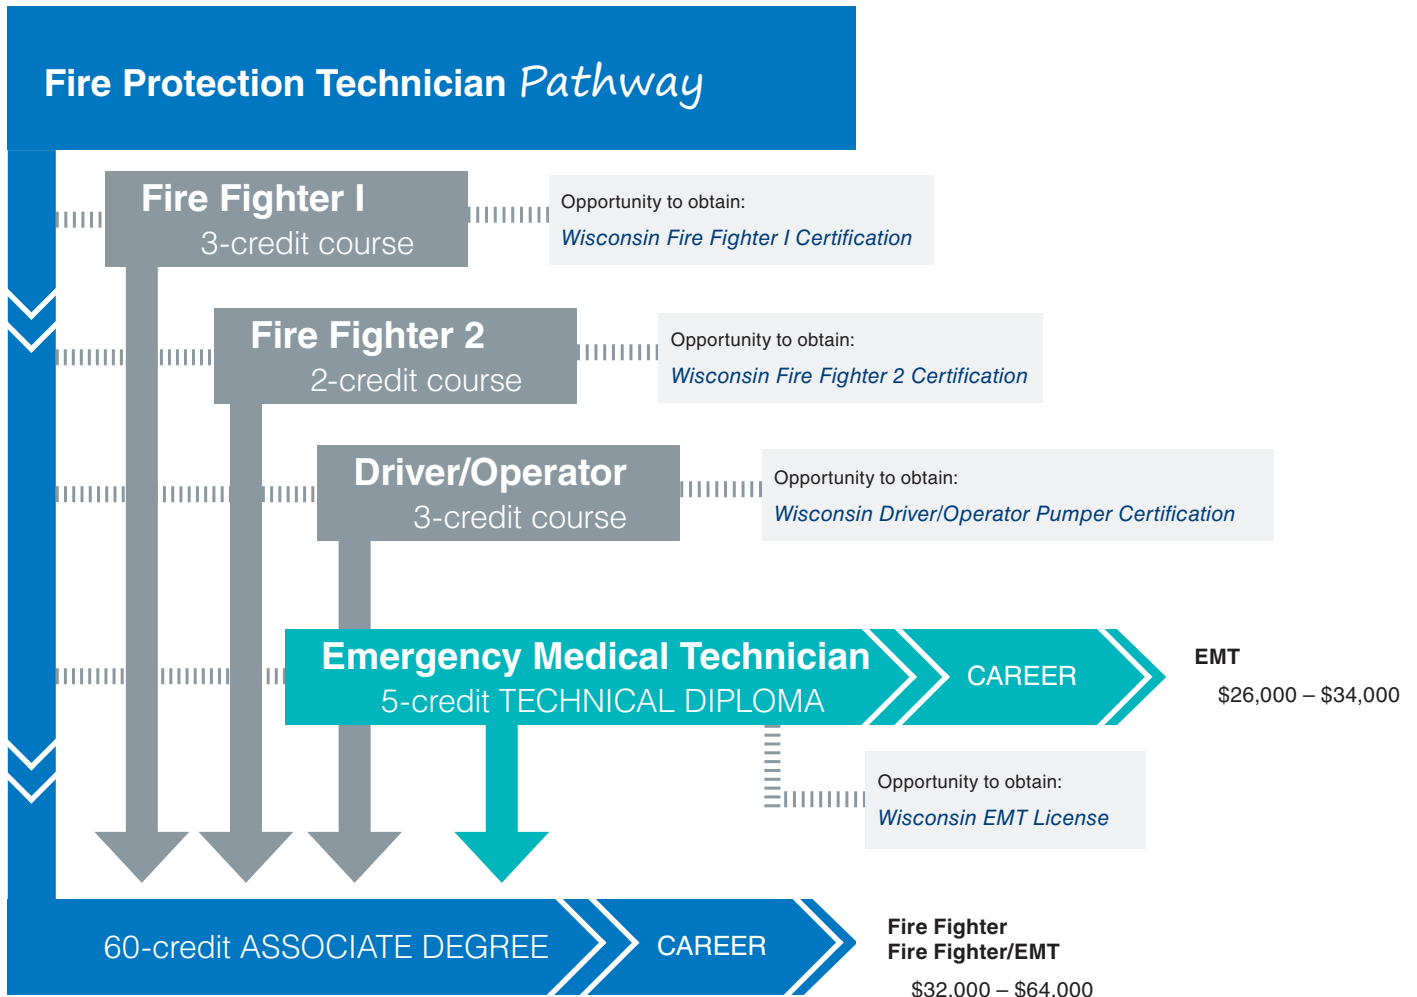 Fire Protection Technician Pathway
Fire Fighter I
3-credit course
Opportunity to obtain:
Wisconsin Fire Fighter I Certification
Fire Fighter 2
2-credit course
Opportunity to obtain:
Wisconsin Fire Fighter 2 Certification
Driver/Operator
3-credit course
Opportunity to obtain:
Wisconsin Driver/Operator Pumper Certification
Emergency Medical Technician
5-credit TECHNICAL DIPLOMA
CAREER
EMT
$26,000 – $34,000
Opportunity to obtain:
Wisconsin EMT License
60-credit ASSOCIATE DEGREE
CAREER
Fire Fighter
Fire Fighter/EMT
$32,000 – $64,000